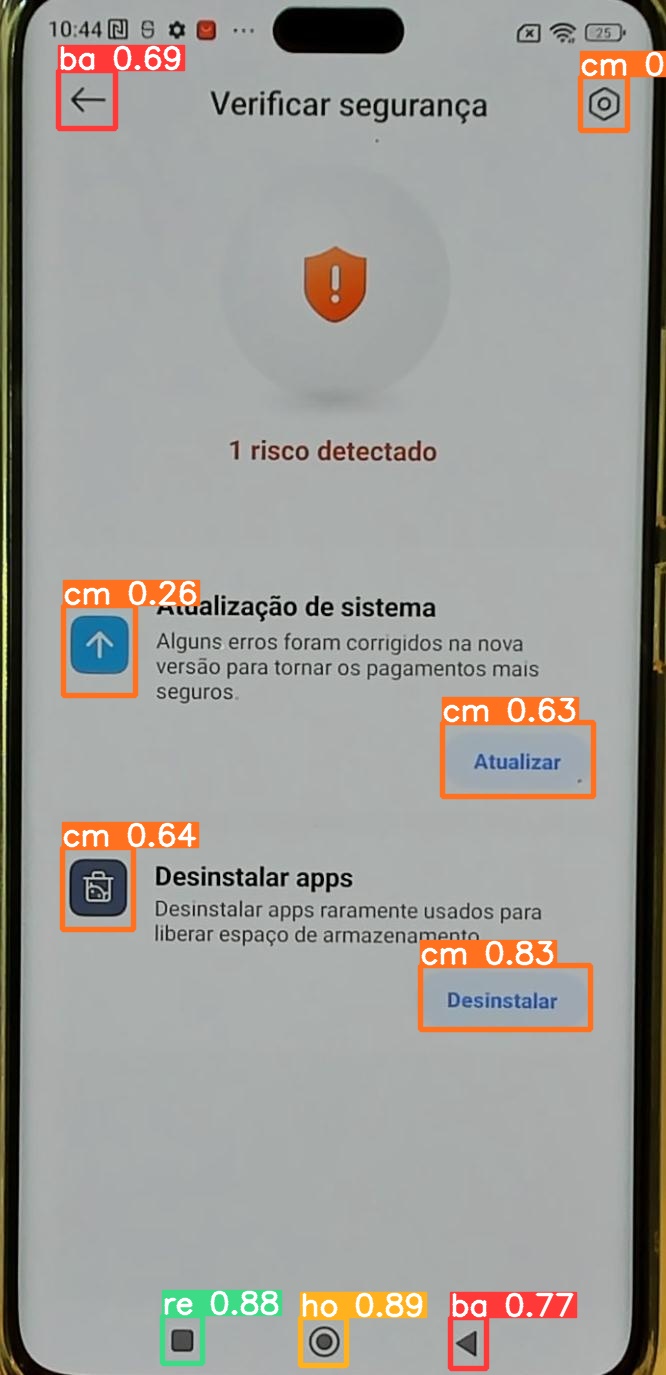 10:44
25
ba 0.69
cm 0
Verificar segurança
1 risco detectado
cm 0.26
Atualização de sistema
Alguns erros foram corrigidos na nova
versão para tornar os pagamentos mais
seguros.
cm 0.63
Atualizar
cm 0.64
Desinstalar apps
Desinstalar apps raramente usados para
liberar espaço de armazenamento
cm 0.83
Desinstalar
re 0.88
ho 0.89
ba 0.77